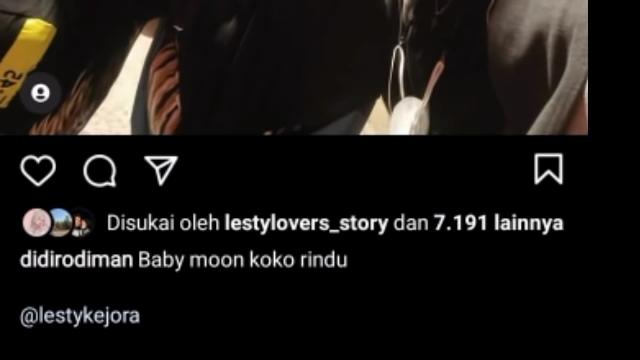 Disukai oleh lestylovers_story dan 7.191 lainnya
didirodiman Baby moon koko rindu
@lestykejora